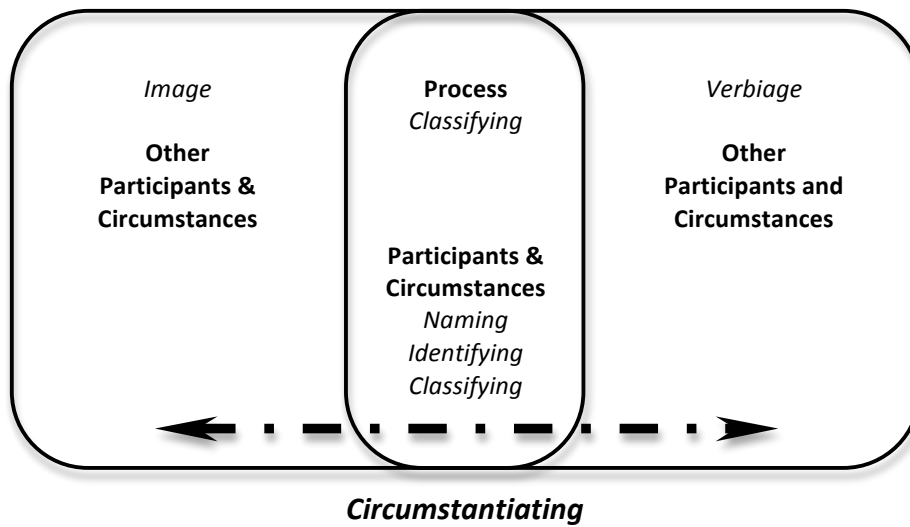 Image
Other
Participants &
Circumstances
Process
Classifying
Participants &
Circumstances
Naming
Identifying
Classifying
Verbiage
Other
Participants and
Circumstances
Circumstantiating